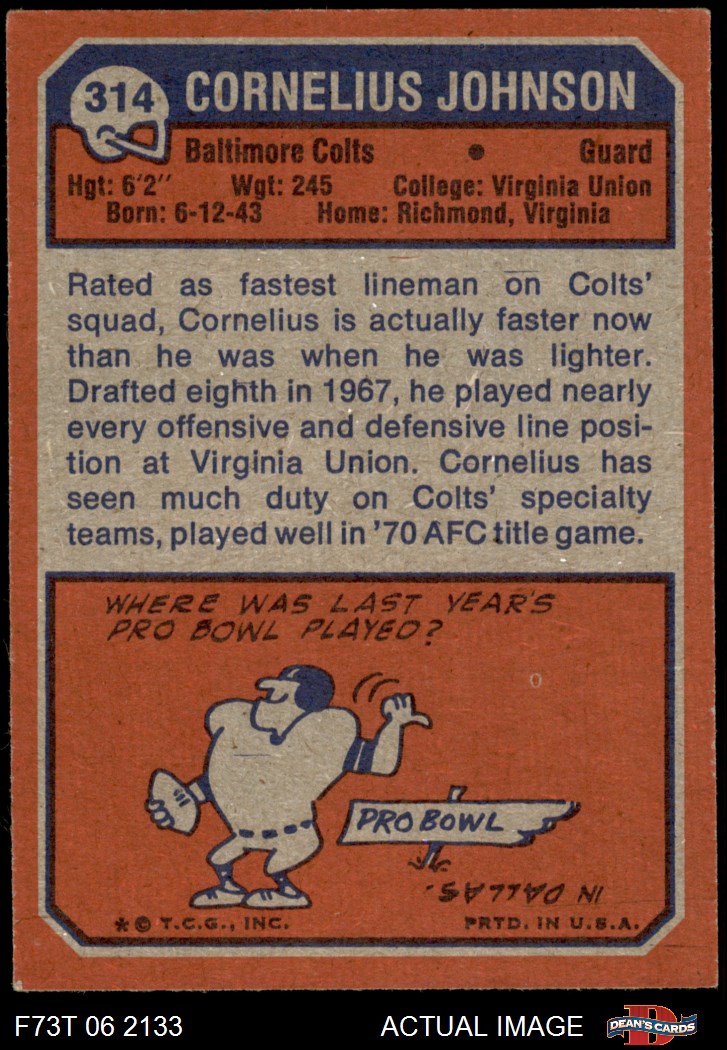 314 CORNELIUS JOHNSON
Baltimore Colts • Guard
Hgt: 6'2" Wgt: 245 College: Virginia Union
Born: 6-12-43 Home: Richmond, Virginia
Rated as fastest lineman on Colts'
squad, Cornelius is actually faster now
than he was when he was lighter.
Drafted eighth in 1967, he played nearly
every offensive and defensive line posi-
tion at Virginia Union. Cornelius has
seen much duty on Colts' specialty
teams, played well in '70 AFC title game.
WHERE WAS LAST YEAR'S
PRO BOWL PLAYED?
PRO BOWL
IN DALLAS.
* © T.C.G., INC. PRTD. IN U.S.A.
F73T 06 2133 ACTUAL IMAGE D DEAN'S CARDS